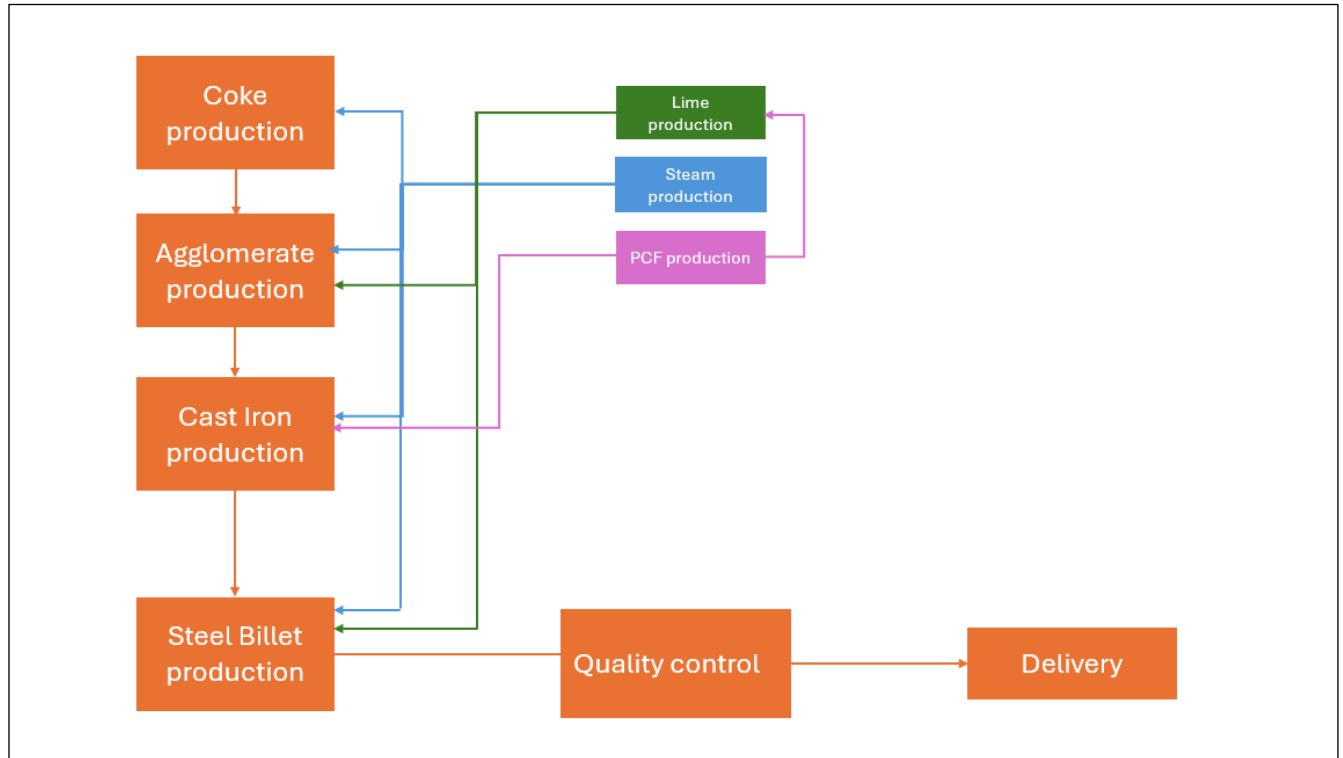 Coke
production
Lime
production
Steam
production
Agglomerate
production
PCF production
Cast Iron
production
Steel Billet
production
Quality control
Delivery